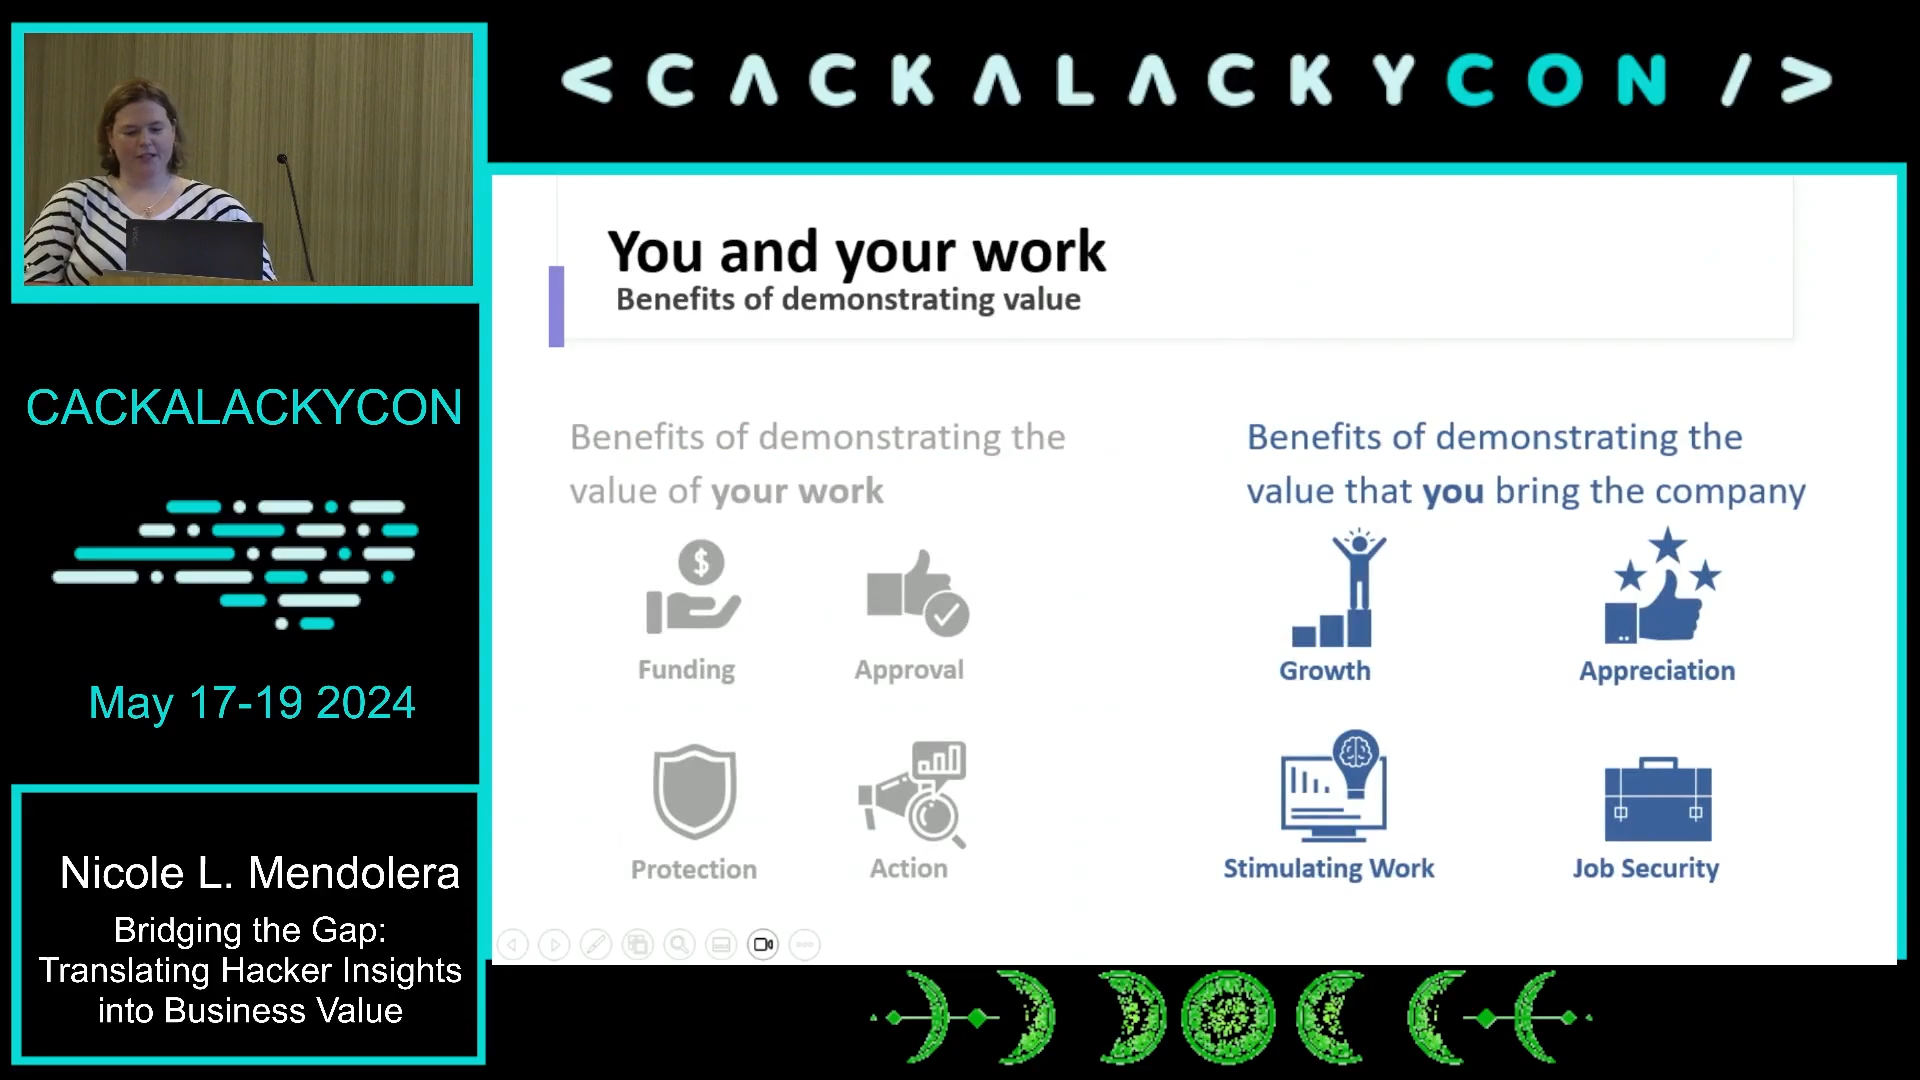 <CACKALACKYCON/>
You and your work
Benefits of demonstrating value
Benefits of demonstrating the
value of your work
Funding
Approval
Protection
Action
Benefits of demonstrating the
value that you bring the company
Growth
Appreciation
Stimulating Work
Job Security
CACKALACKYCON
May 17-19 2024
Nicole L. Mendolera
Bridging the Gap:
Translating Hacker Insights
into Business Value